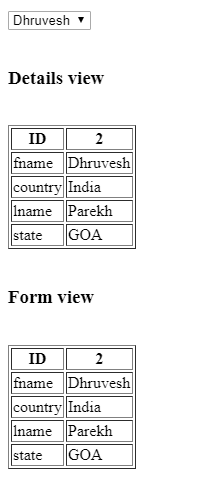 Dhruvesh
Details view
ID 2
fname Dhruvesh
country India
lname Parekh
state GOA
Form view
ID 2
fname Dhruvesh
country India
lname Parekh
state GOA